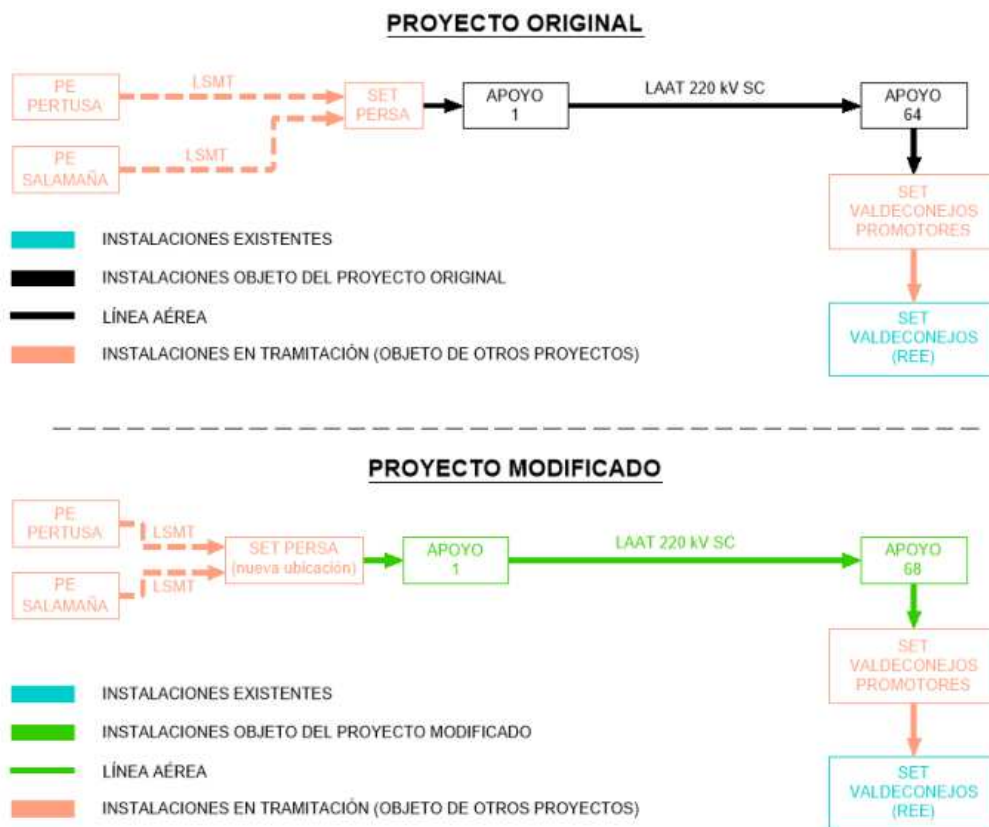 PROYECTO ORIGINAL
PE
PERTUSA
LSMT
SET
PERSA
APOYO
1
LAAT 220 kV SC
APOYO
64
PE
SALAMAÑA
LSMT
SET
VALDECONEJOS
PROMOTORES
SET
VALDECONEJOS
(REE)
INSTALACIONES EXISTENTES
INSTALACIONES OBJETO DEL PROYECTO ORIGINAL
LÍNEA AÉREA
INSTALACIONES EN TRAMITACIÓN (OBJETO DE OTROS PROYECTOS)
PROYECTO MODIFICADO
PE
PERTUSA
LSMT
SET PERSA
(nueva ubicación)
APOYO
1
LAAT 220 kV SC
APOYO
68
PE
SALAMAÑA
LSMT
SET
VALDECONEJOS
PROMOTORES
SET
VALDECONEJOS
(REE)
INSTALACIONES EXISTENTES
INSTALACIONES OBJETO DEL PROYECTO MODIFICADO
LÍNEA AÉREA
INSTALACIONES EN TRAMITACIÓN (OBJETO DE OTROS PROYECTOS)